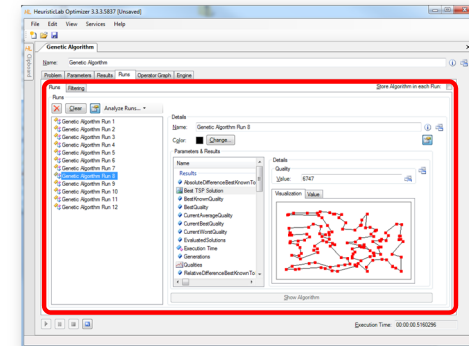 HeuristicLab Optimizer 3.3.5.5837 [Unsaved]
File Edit View Services Help
Clipboard
Genetic Algorithm
Name: Genetic Algorithm
Problem Parameters Results Runs Operator Graph Engine
Runs Filtering Store Algorithm in each Run:
Runs
Clear Analyze Runs...
Genetic Algorithm Run 1
Genetic Algorithm Run 2
Genetic Algorithm Run 3
Genetic Algorithm Run 4
Genetic Algorithm Run 5
Genetic Algorithm Run 6
Genetic Algorithm Run 7
Genetic Algorithm Run 8
Genetic Algorithm Run 9
Genetic Algorithm Run 10
Genetic Algorithm Run 11
Genetic Algorithm Run 12
Details
Name: Genetic Algorithm Run 8
Color: Change...
Parameters & Results
Name
Results
AbsoluteDifferenceBestKnownTo
Best TSP Solution
BestKnownQuality
BestQuality
CurrentAverageQuality
CurrentBestQuality
CurrentWorstQuality
EvaluatedSolutions
Execution Time
Generations
Qualities
RelativeDifferenceBestKnownTo
Details
Quality
Value: 6747
Visualization Value
Show Algorithm
Execution Time: 00:00:00.5160296